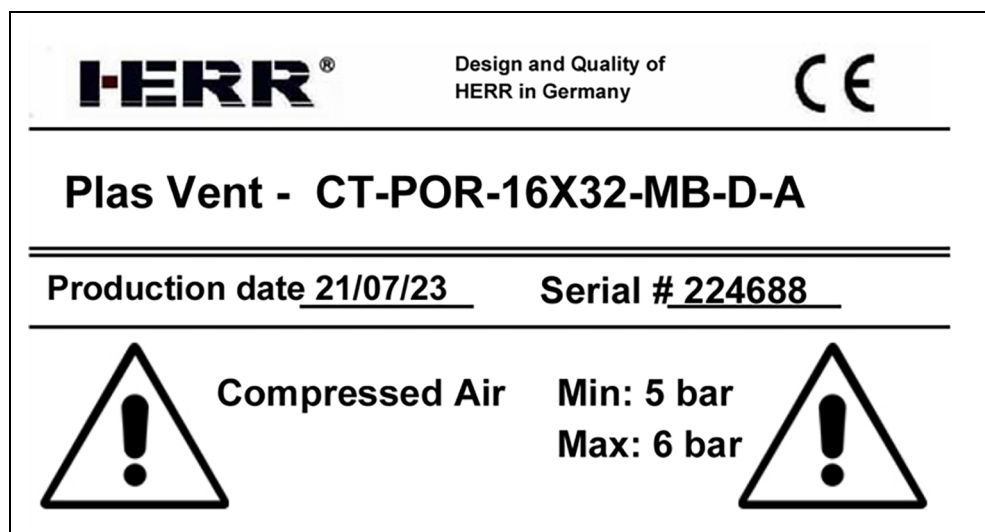 HERR®
Design and Quality of
HERR in Germany
CE
Plas Vent - CT-POR-16X32-MB-D-A
Production date 21/07/23 Serial # 224688
Compressed Air Min: 5 bar
Max: 6 bar